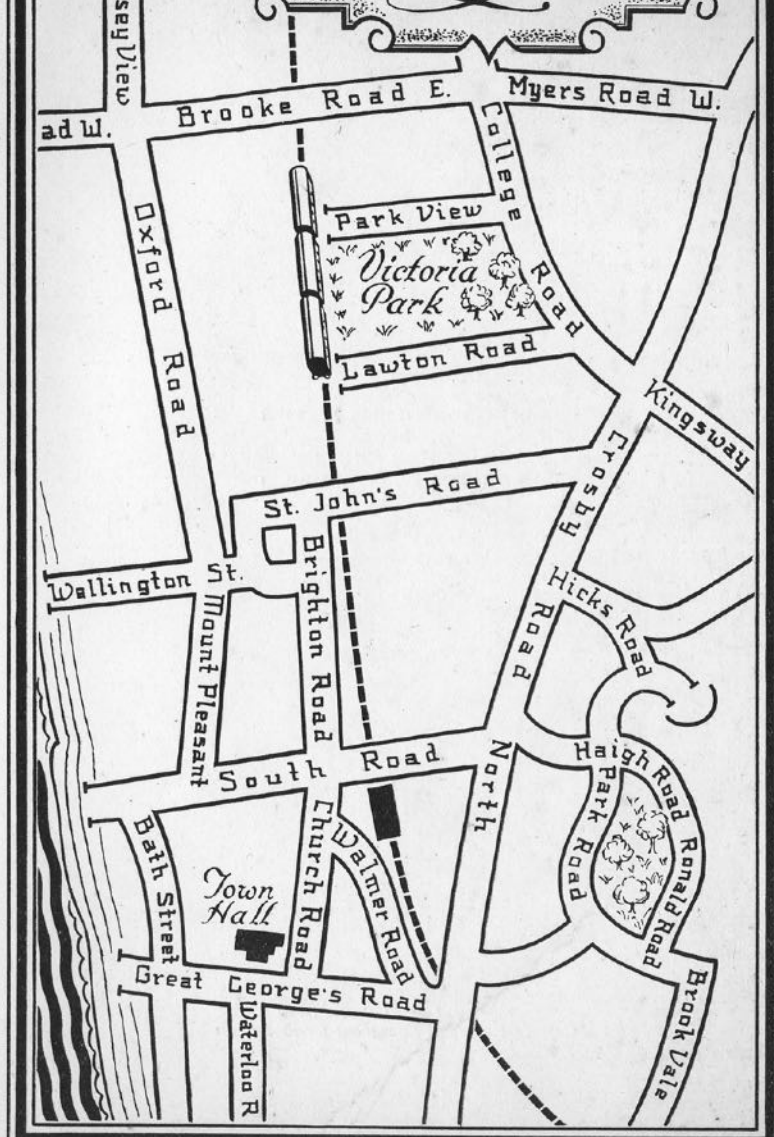 sey View
Brooke Road E.
Myers Road W.
ad W.
College Road
Oxford Road
Park View
Victoria
Park
Lawton Road
Kingsway
Crosby Road North
St. John's Road
Wellington St.
Brighton Road
Hicks Road
Mount Pleasant
South Road
Haigh Road
Park Road
Ronald Road
Church Road
Walmer Road
Bath Street
Town
Hall
Great George's Road
Waterloo R
Brook Vale